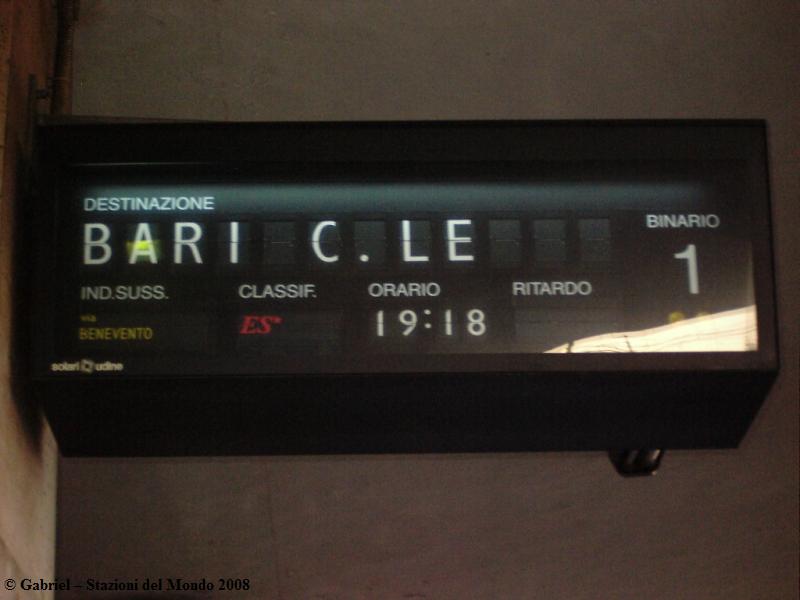 DESTINAZIONE
BARI C.LE
BINARIO
1
IND.SUSS.
CLASSIF.
ORARIO
RITARDO
via
BENEVENTO
ES*
19:18
solari udine
© Gabriel – Stazioni del Mondo 2008